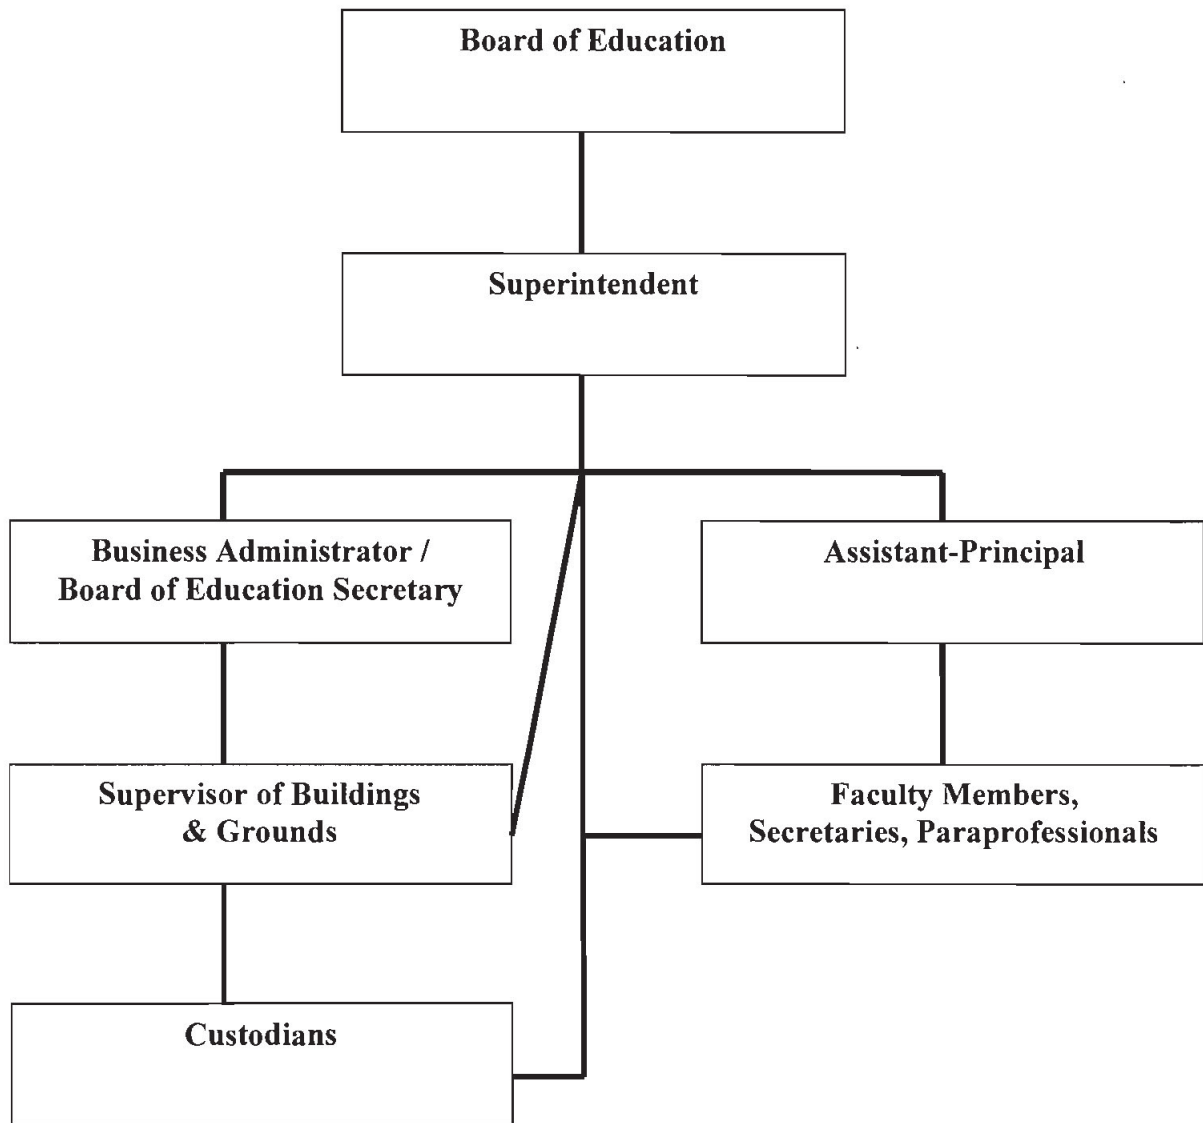 Board of Education
Superintendent
Business Administrator /
Board of Education Secretary
Assistant-Principal
Supervisor of Buildings
& Grounds
Faculty Members,
Secretaries, Paraprofessionals
Custodians